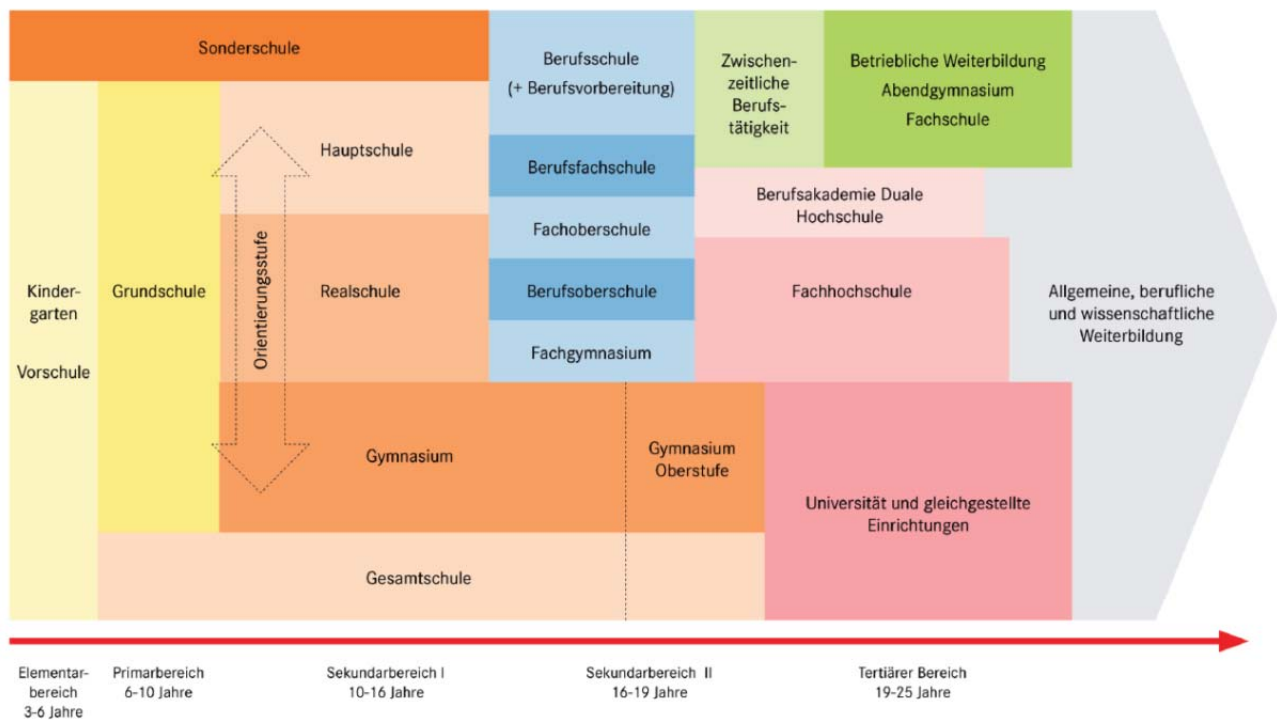 Sonderschule
Kinder-
garten
Vorschule
Grundschule
Orientierungsstufe
Hauptschule
Realschule
Gymnasium
Gesamtschule
Berufsschule
(+ Berufsvorbereitung)
Berufsfachschule
Fachoberschule
Berufsoberschule
Fachgymnasium
Gymnasium
Oberstufe
Zwischen-
zeitliche
Berufs-
tätigkeit
Betriebliche Weiterbildung
Abendgymnasium
Fachschule
Berufsakademie Duale
Hochschule
Fachhochschule
Universität und gleichgestellte
Einrichtungen
Allgemeine, berufliche
und wissenschaftliche
Weiterbildung
Elementar-
bereich
3-6 Jahre
Primarbereich
6-10 Jahre
Sekundarbereich I
10-16 Jahre
Sekundarbereich II
16-19 Jahre
Tertiärer Bereich
19-25 Jahre